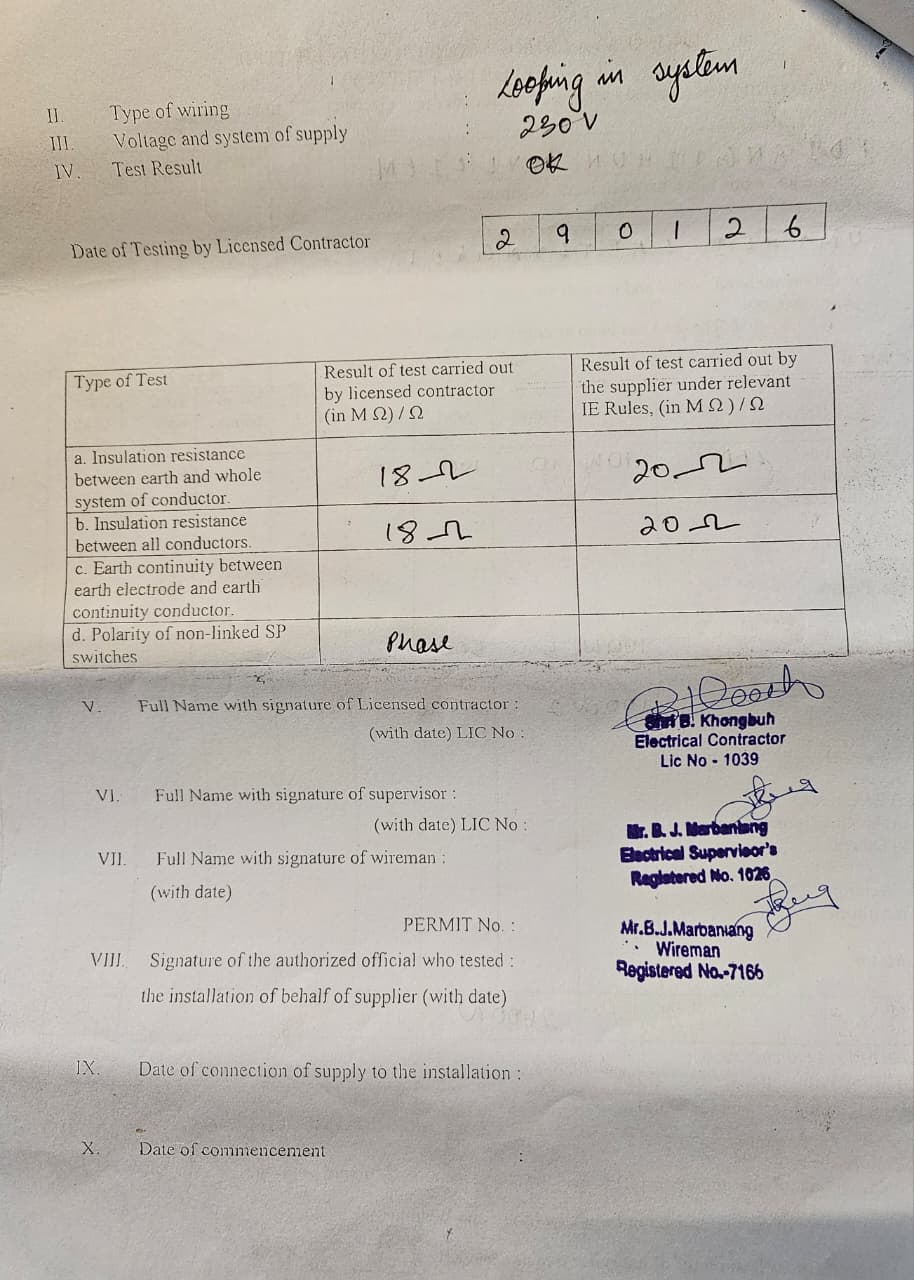 II. Type of wiring : Looping in system
III. Voltage and system of supply : 230 V
IV. Test Result : OK
Date of Testing by Licensed Contractor 2 9 0 1 2 6
Type of Test
Result of test carried out
by licensed contractor
(in M Ω) / Ω
Result of test carried out by
the supplier under relevant
IE Rules, (in M Ω ) / Ω
a. Insulation resistance
between earth and whole
system of conductor.
18 Ω
20 Ω
b. Insulation resistance
between all conductors.
18 Ω
20 Ω
c. Earth continuity between
earth electrode and earth
continuity conductor.
d. Polarity of non-linked SP
switches
Phase
V. Full Name with signature of Licensed contractor :
(with date) LIC No :
Shri B. Khongbuh
Electrical Contractor
Lic No - 1039
VI. Full Name with signature of supervisor :
(with date) LIC No :
Mr. B. J. Marbaniang
Electrical Supervisor's
Registered No. 1026
VII. Full Name with signature of wireman :
(with date)
PERMIT No. :
Mr.B.J.Marbaniang
Wireman
Registered No.-7166
VIII. Signature of the authorized official who tested :
the installation of behalf of supplier (with date)
IX. Date of connection of supply to the installation :
X. Date of commencement :